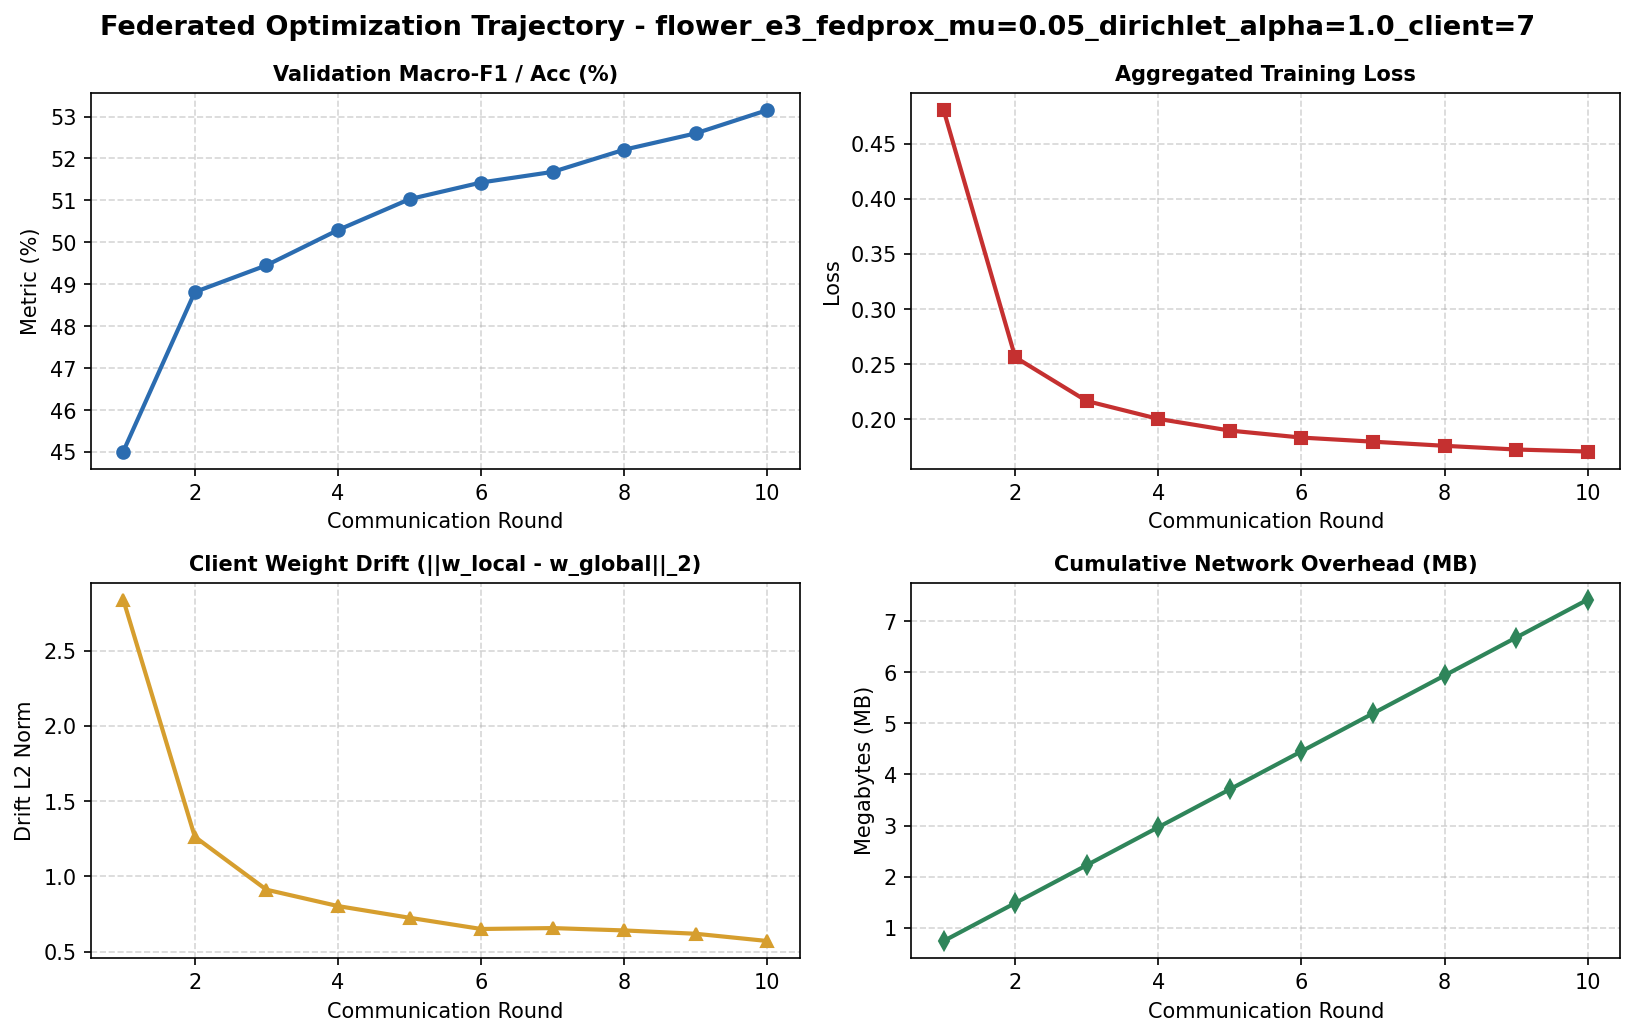 Federated Optimization Trajectory - flower_e3_fedprox_mu=0.05_dirichlet_alpha=1.0_client=7
Validation Macro-F1 / Acc (%)
Metric (%)
53
52
51
50
49
48
47
46
45
2 4 6 8 10
Communication Round
Aggregated Training Loss
Loss
0.45
0.40
0.35
0.30
0.25
0.20
2 4 6 8 10
Communication Round
Client Weight Drift (||w_local - w_global||_2)
Drift L2 Norm
2.5
2.0
1.5
1.0
0.5
2 4 6 8 10
Communication Round
Cumulative Network Overhead (MB)
Megabytes (MB)
7
6
5
4
3
2
1
2 4 6 8 10
Communication Round